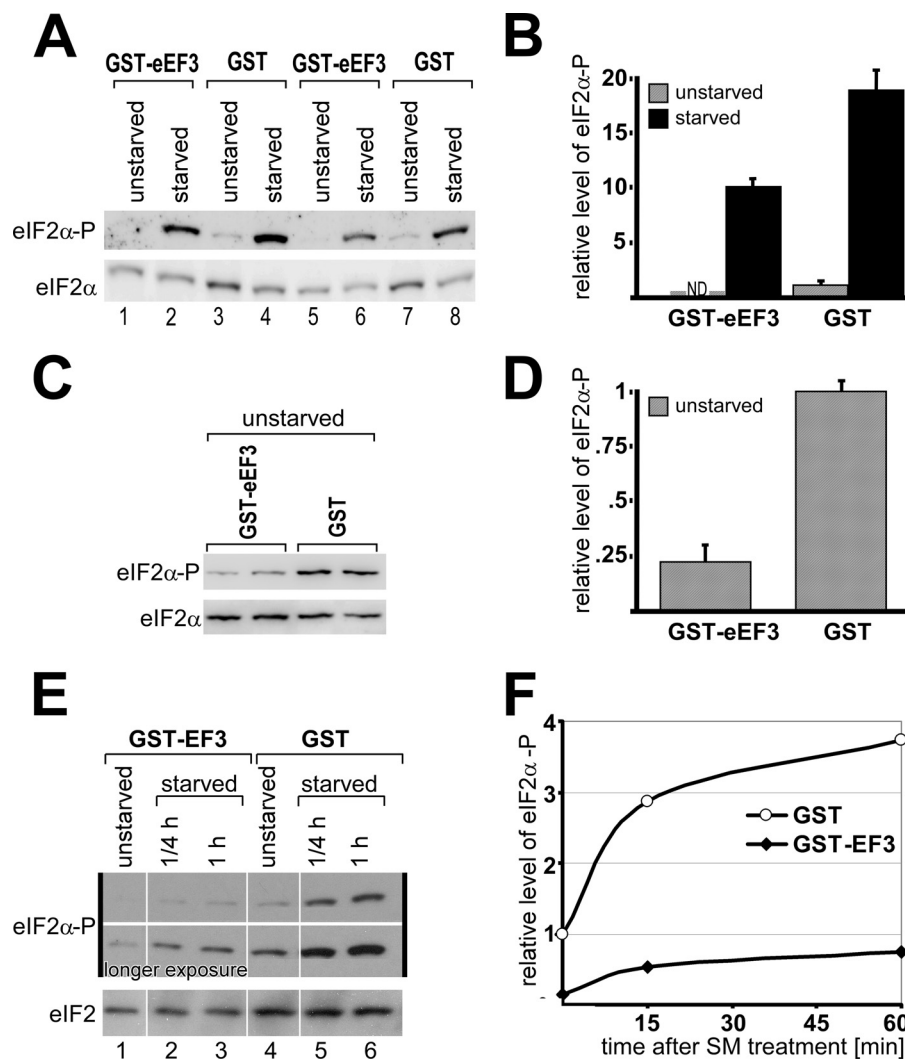 A
GST-eEF3 GST GST-eEF3 GST
unstarved starved unstarved starved unstarved starved unstarved starved
eIF2α-P
eIF2α
1 2 3 4 5 6 7 8
B
relative level of eIF2α-P
20
15
10
5
unstarved
starved
ND
GST-eEF3 GST
C
unstarved
GST-eEF3 GST
eIF2α-P
eIF2α
D
relative level of eIF2α-P
1
.75
.5
.25
unstarved
GST-eEF3 GST
E
GST-EF3 GST
unstarved starved unstarved starved
1/4 h 1 h 1/4 h 1 h
eIF2α-P
longer exposure
eIF2
1 2 3 4 5 6
F
relative level of eIF2α-P
4
3
2
1
GST
GST-EF3
15 30 45 60
time after SM treatment [min]